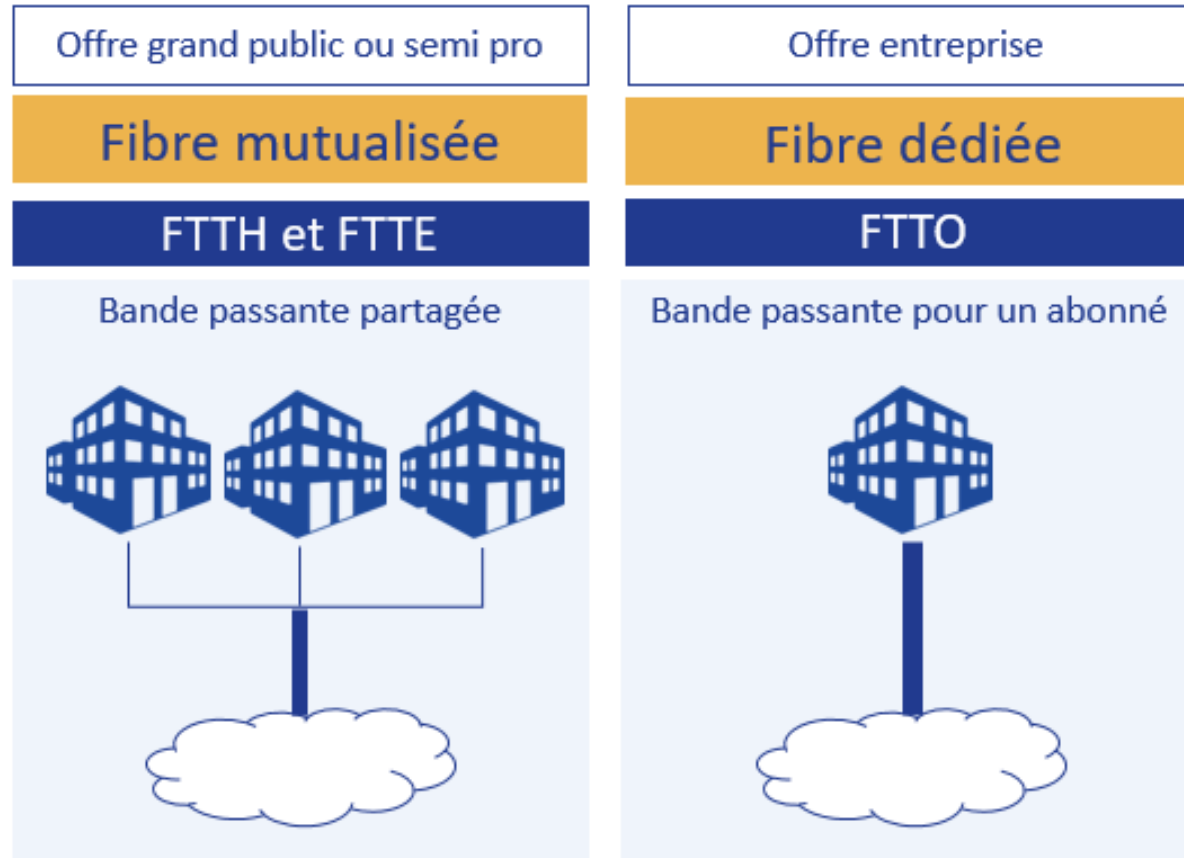 Offre grand public ou semi pro
Fibre mutualisée
FTTH et FTTE
Bande passante partagée
Offre entreprise
Fibre dédiée
FTTO
Bande passante pour un abonné